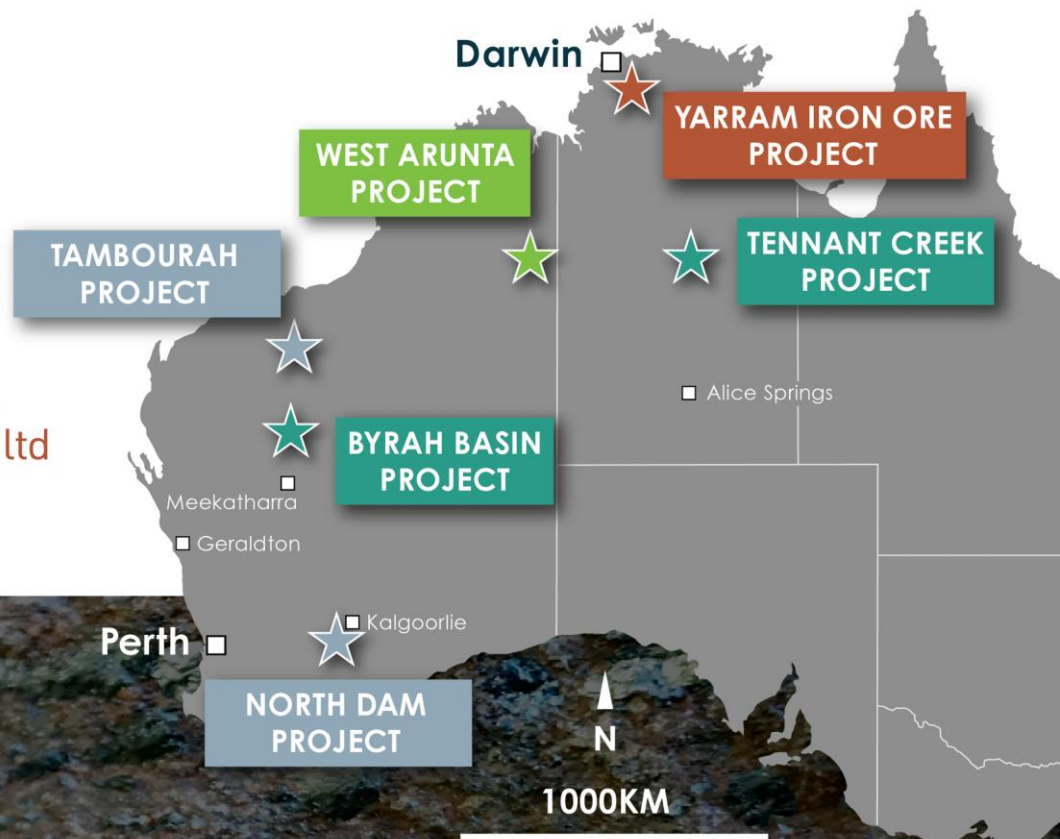 Darwin
YARRAM IRON ORE
PROJECT
WEST ARUNTA
PROJECT
TAMBOURAH
PROJECT
TENNANT CREEK
PROJECT
Alice Springs
ltd
BYRAH BASIN
PROJECT
Meekatharra
Geraldton
Kalgoorlie
Perth
NORTH DAM
PROJECT
N
1000KM